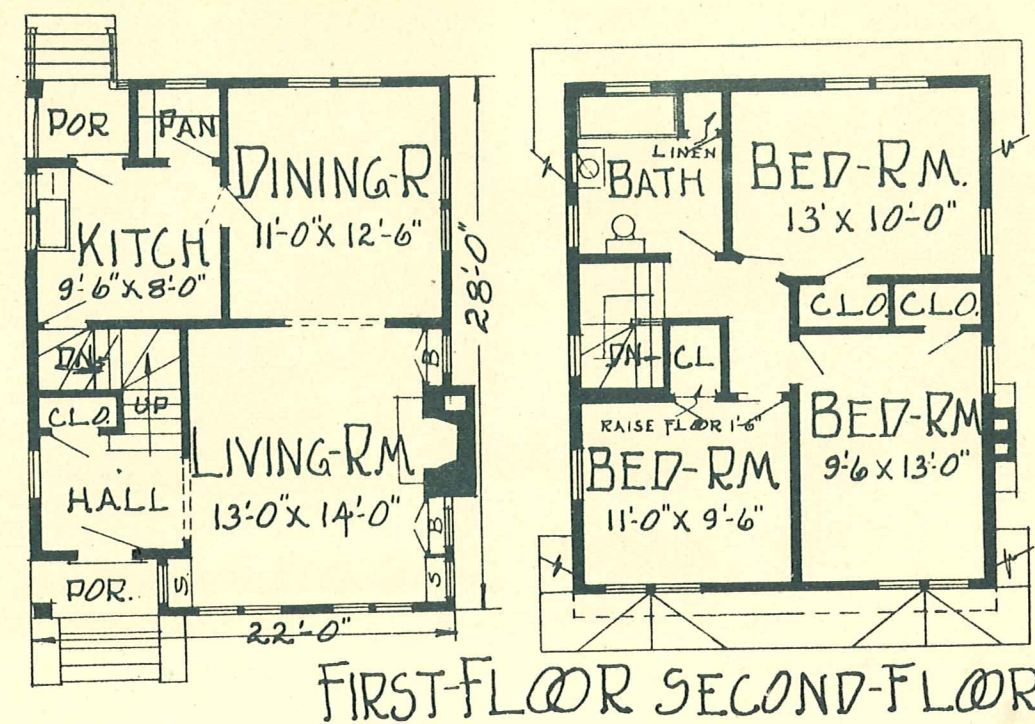 POR
PAN
DINING-R
11'-0" X 12'-6"
KITCH
9'-6" X 8'-0"
28'-0"
DN
UP
CLO.
B
LIVING-RM
13'-0" X 14'-0"
HALL
B
S
POR.
S
22'-0"
FIRST-FLOOR
LINEN
BATH
BED-RM.
13' X 10'-0"
CLO.
CLO.
DN
CL
RAISE FLOOR 1'-6"
BED-RM
11'-0" X 9'-6"
BED-RM
9'-6 X 13'-0"
SECOND-FLOOR